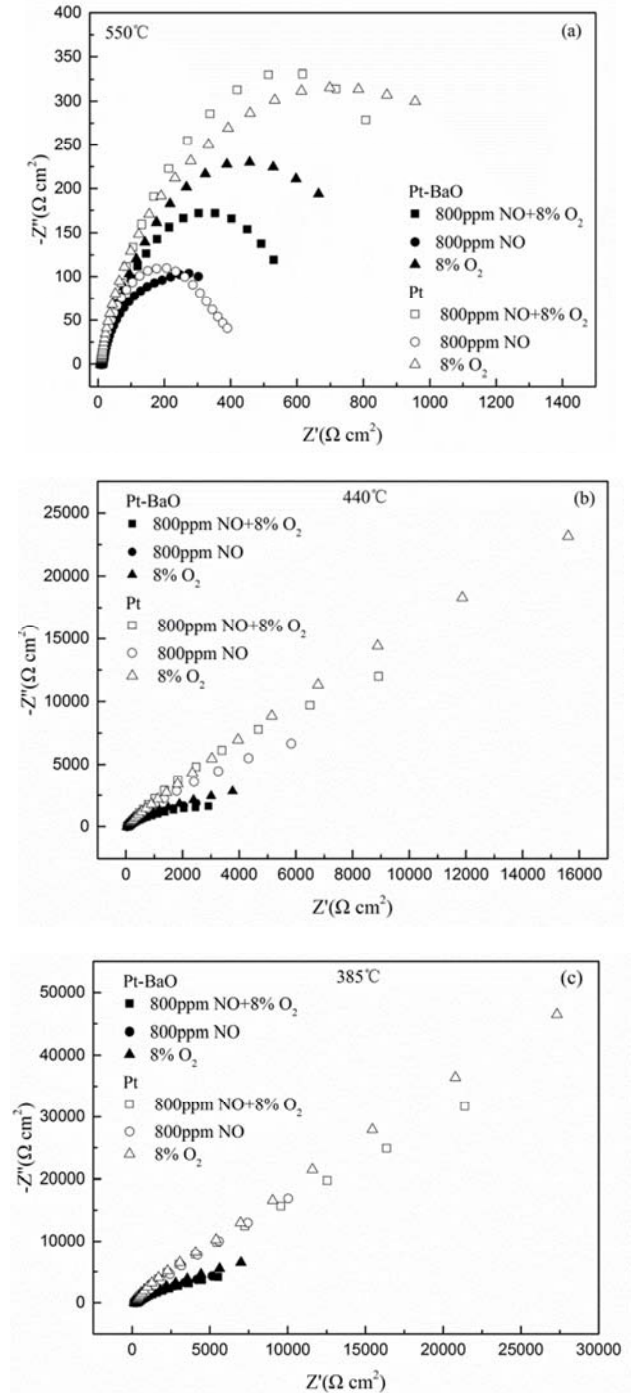 550℃
(a)
400
350
300
250
200
150
100
50
0
-Z''(Ω cm²)
Pt-BaO
800ppm NO+8% O₂
800ppm NO
8% O₂
Pt
800ppm NO+8% O₂
800ppm NO
8% O₂
0 200 400 600 800 1000 1200 1400
Z'(Ω cm²)
440℃
(b)
25000
20000
15000
10000
5000
0
-Z''(Ω cm²)
Pt-BaO
800ppm NO+8% O₂
800ppm NO
8% O₂
Pt
800ppm NO+8% O₂
800ppm NO
8% O₂
0 2000 4000 6000 8000 10000 12000 14000 16000
Z'(Ω cm²)
385℃
(c)
50000
40000
30000
20000
10000
0
-Z''(Ω cm²)
Pt-BaO
800ppm NO+8% O₂
800ppm NO
8% O₂
Pt
800ppm NO+8% O₂
800ppm NO
8% O₂
0 5000 10000 15000 20000 25000 30000
Z'(Ω cm²)